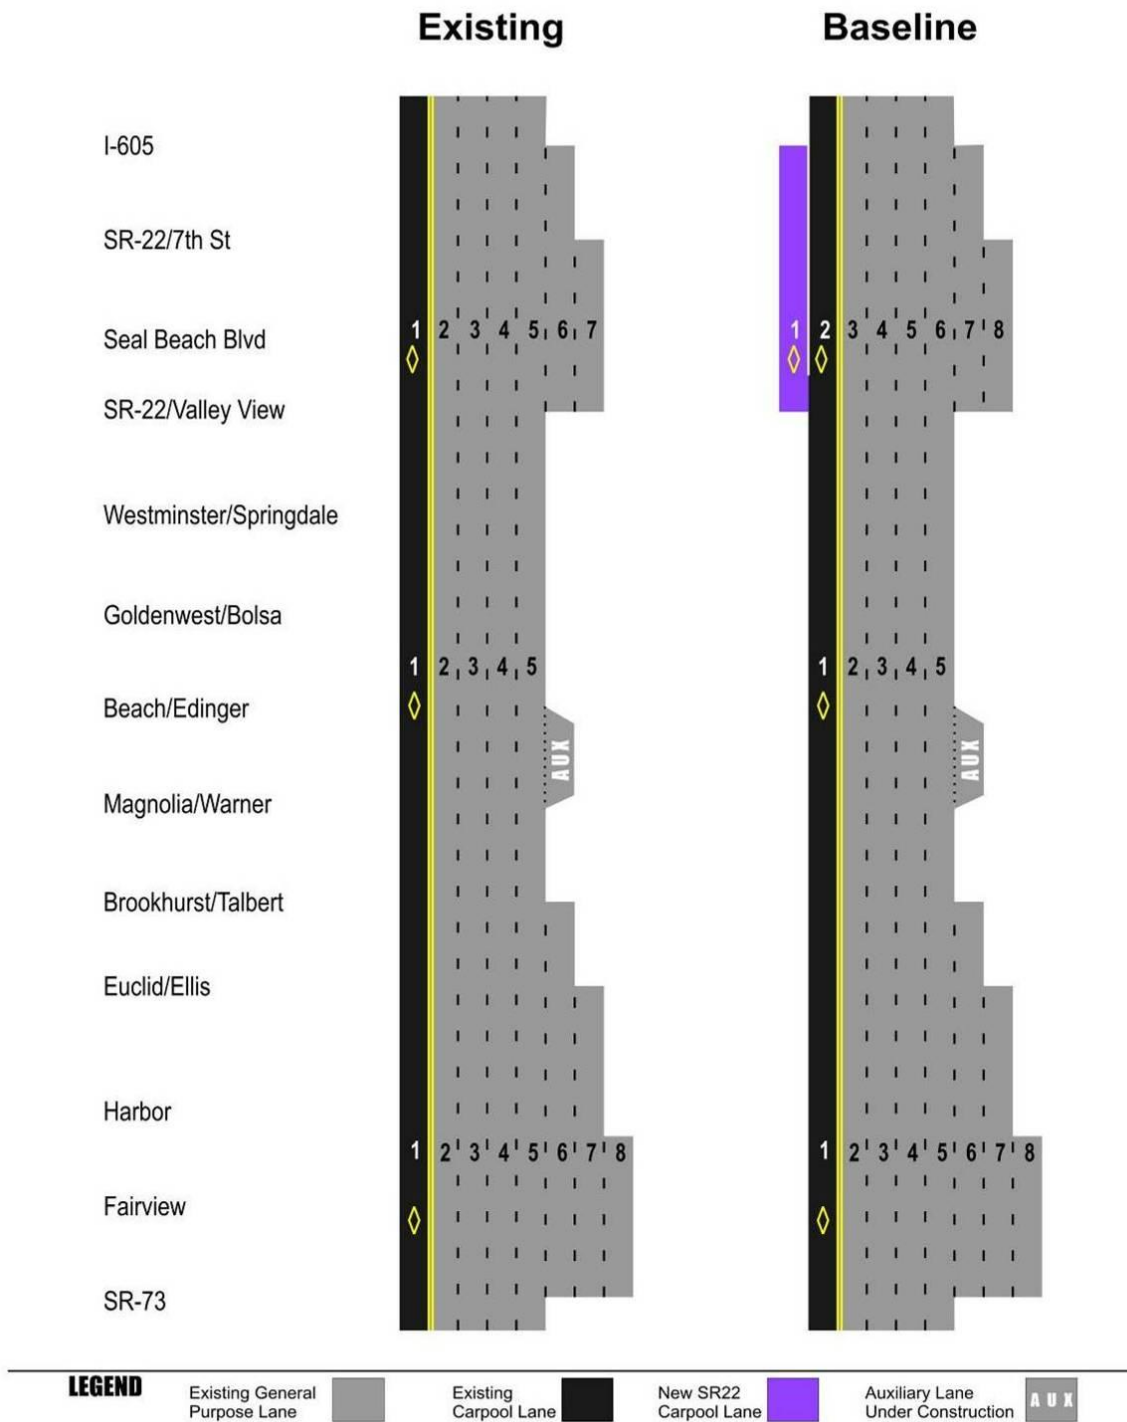 Existing Baseline
I-605
SR-22/7th St
1 2 3 4 5 6 7 1 2 3 4 5 6 7 8
Seal Beach Blvd
SR-22/Valley View
Westminster/Springdale
Goldenwest/Bolsa
1 2 3 4 5 1 2 3 4 5
Beach/Edinger
AUX AUX
Magnolia/Warner
Brookhurst/Talbert
Euclid/Ellis
Harbor
1 2 3 4 5 6 7 8 1 2 3 4 5 6 7 8
Fairview
SR-73
LEGEND
Existing General
Purpose Lane
Existing
Carpool Lane
New SR22
Carpool Lane
Auxiliary Lane
Under Construction
AUX